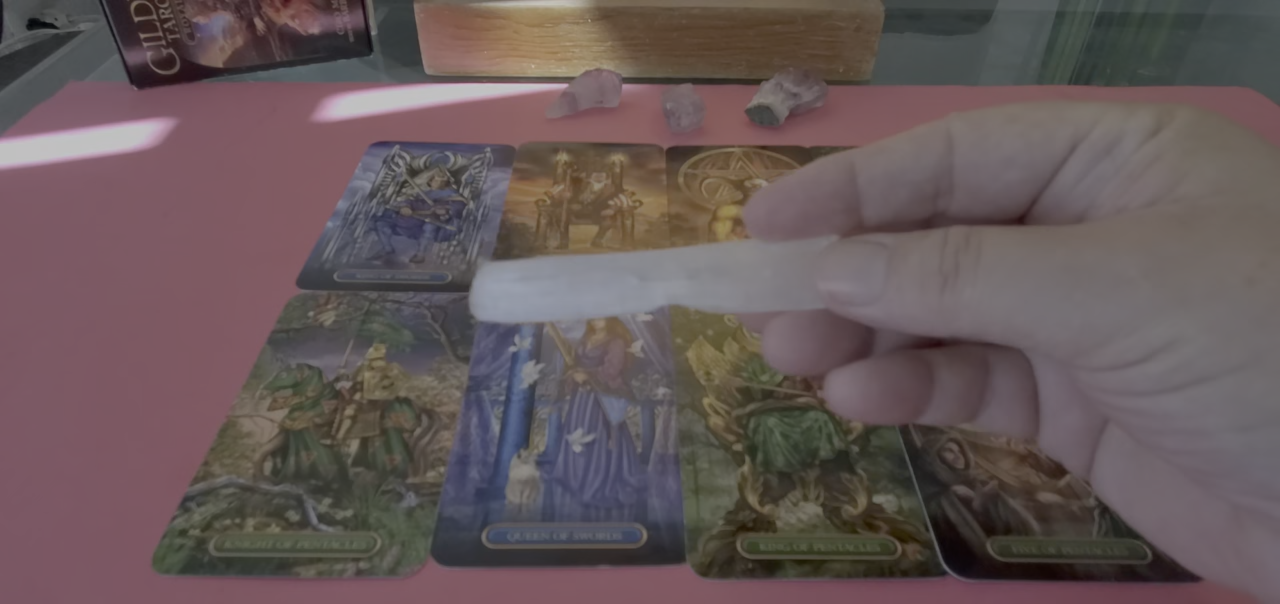 GILD
TARO
KNIGHT OF PENTACLES
QUEEN OF SWORDS
KING OF PENTACLES
FIVE OF PENTACLES